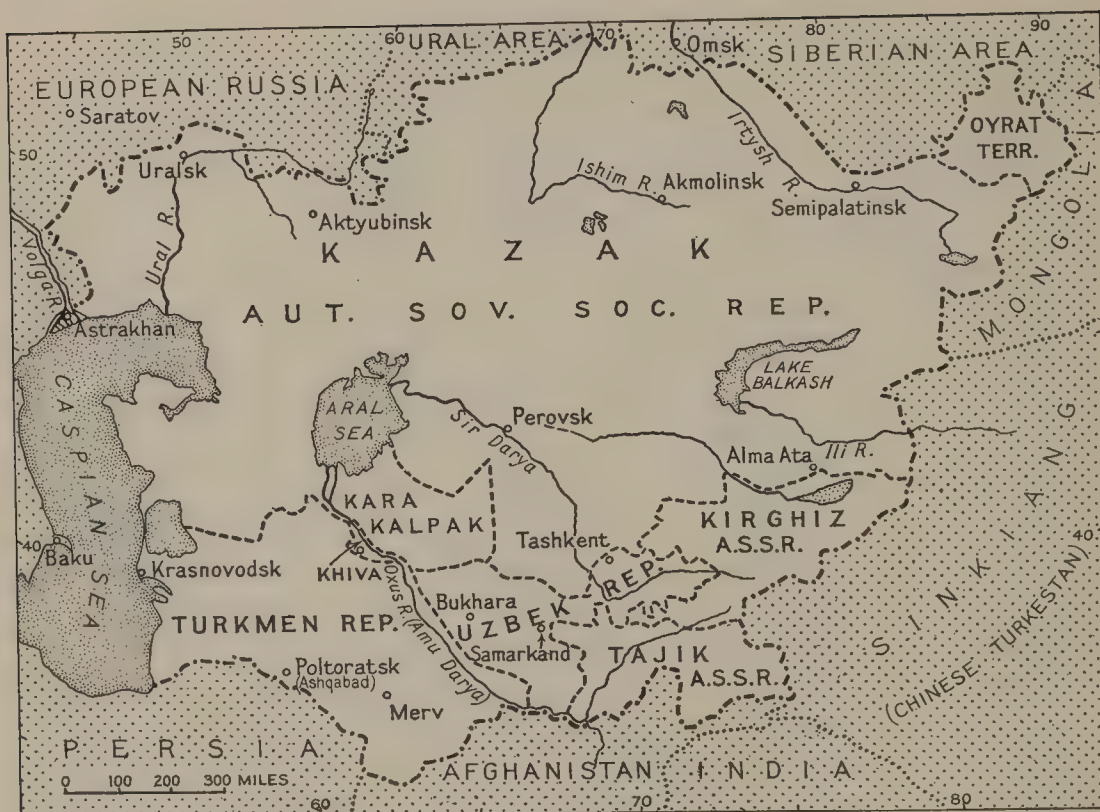 50
60
70
80
90
URAL AREA
Omsk
SIBERIAN AREA
EUROPEAN RUSSIA
Saratov
OYRAT
TERR.
MONGOLIA
50
Uralsk
Irtysh R.
Ishim R.
Akmolinsk
Semipalatinsk
Aktyubinsk
Ural R.
Volga R.
KAZAK
AUT. SOV. SOC. REP.
Astrakhan
LAKE
BALKASH
CASPIAN SEA
ARAL
SEA
Sir Darya
Perovsk
Alma Ata
Ili R.
KARA
KALPAK
KIRGHIZ
A.S.S.R.
SINKIANG
(CHINESE TURKESTAN)
40
40
Baku
Krasnovodsk
KHIVA
Tashkent
Oxus R. (Amu Darya)
Bukhara
UZBEK REP.
TURKMEN REP.
Samarkand
TAJIK
A.S.S.R.
Poltoratsk
(Ashqabad)
Merv
PERSIA
AFGHANISTAN
INDIA
0 100 200 300 MILES
60
70
80